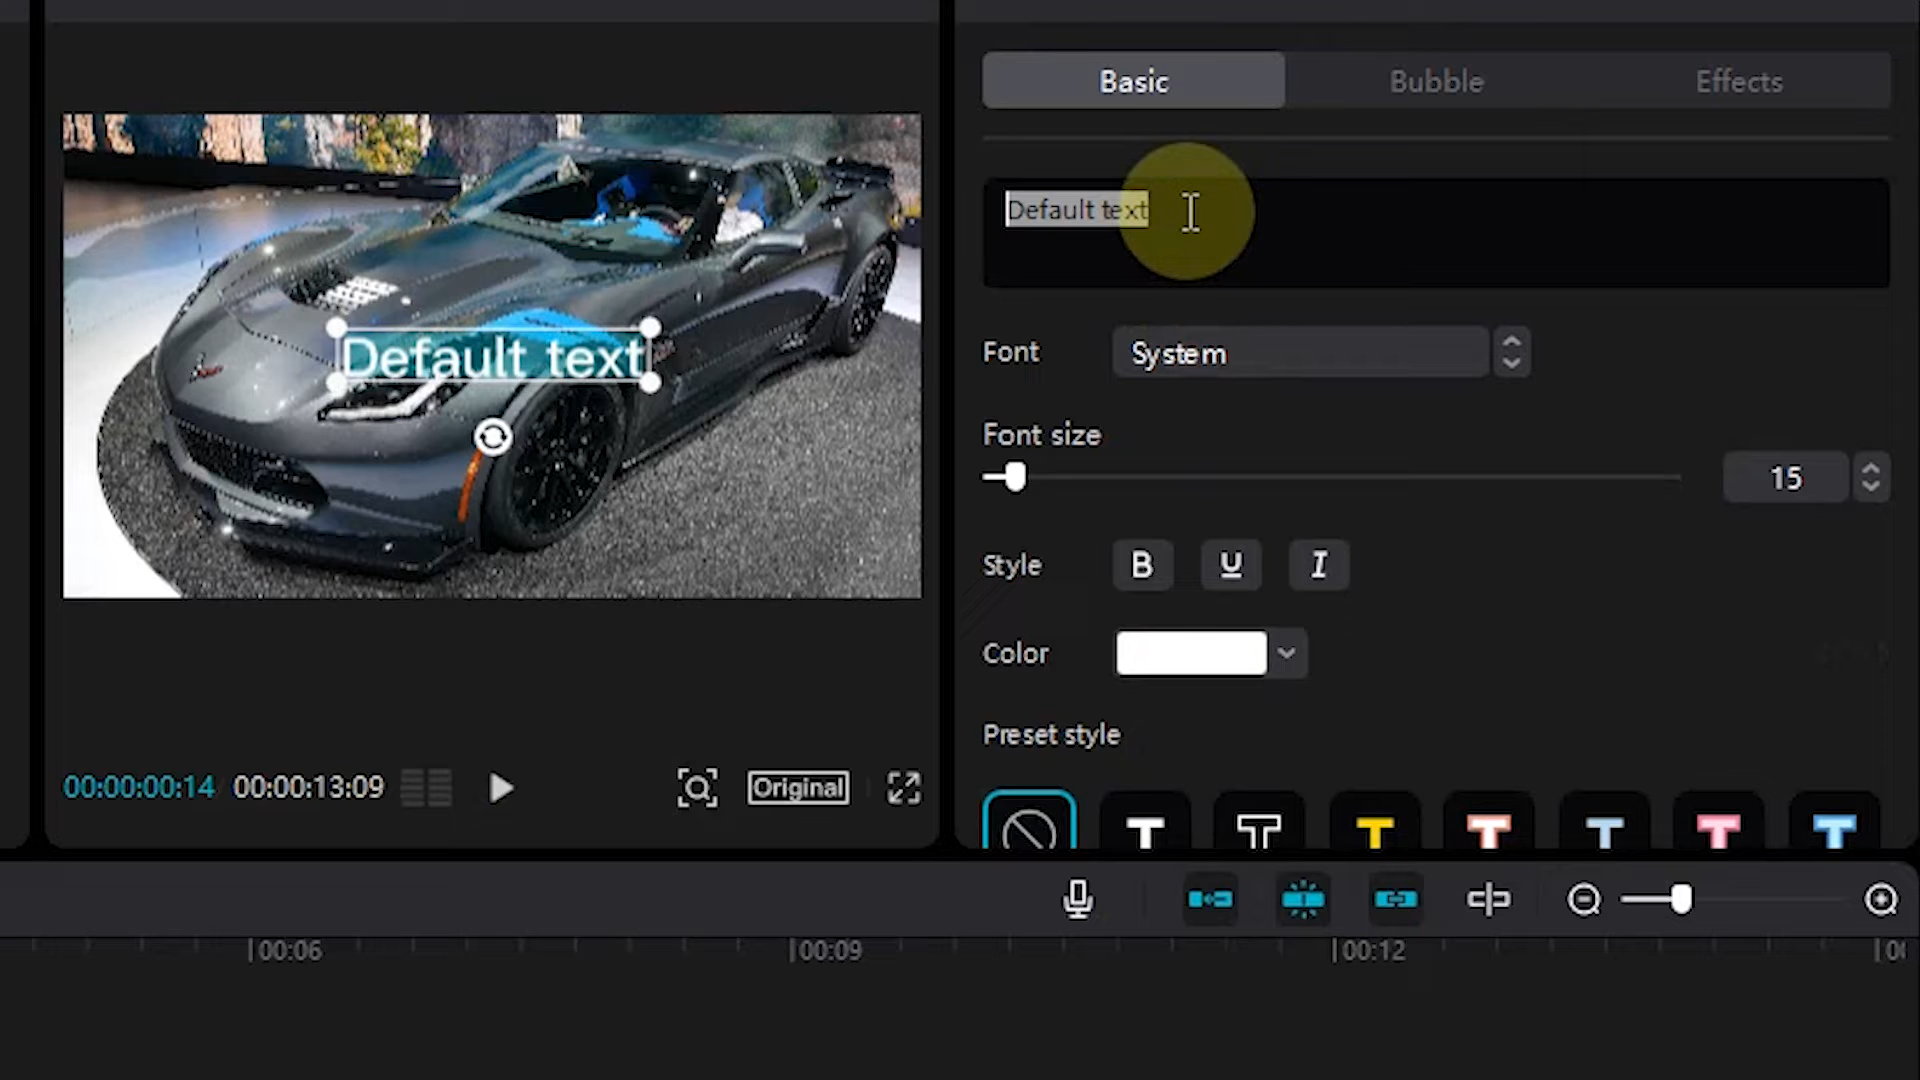 Basic
Bubble
Effects
Default text
Default text
Font
System
Font size
15
Style
B
U
I
Color
Preset style
00:00:00:14
00:00:13:09
Original
T
T
T
T
T
T
T
00:06
00:09
00:12